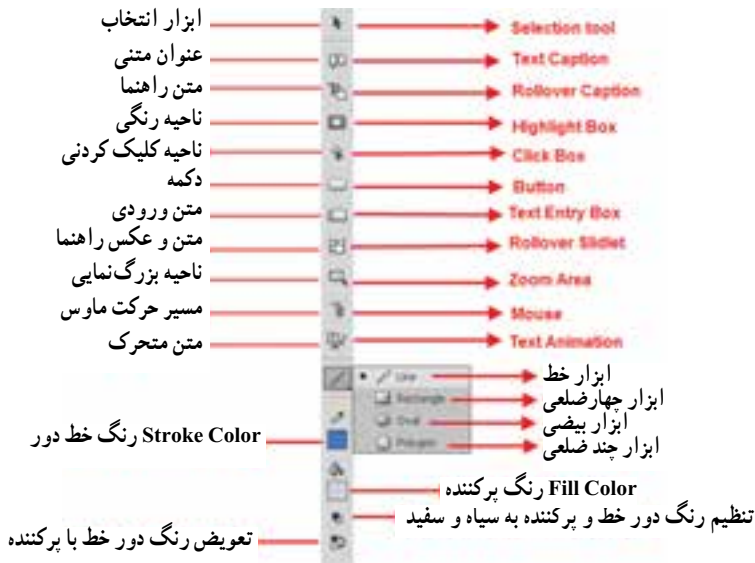 ابزار انتخاب Selection tool
عنوان متنی Text Caption
متن راهنما Rollover Caption
ناحیه رنگی Highlight Box
ناحیه کلیک کردنی Click Box
دکمه Button
متن ورودی Text Entry Box
متن و عکس راهنما Rollover Slidlet
ناحیه بزرگ‌نمایی Zoom Area
مسیر حرکت ماوس Mouse
متن متحرک Text Animation
Line ابزار خط
Rectangle ابزار چهارضلعی
Oval ابزار بیضی
Polygon ابزار چند ضلعی
Stroke Color رنگ خط دور
Fill Color رنگ پرکننده
تنظیم رنگ دور خط و پرکننده به سیاه و سفید
تعویض رنگ دور خط با پرکننده